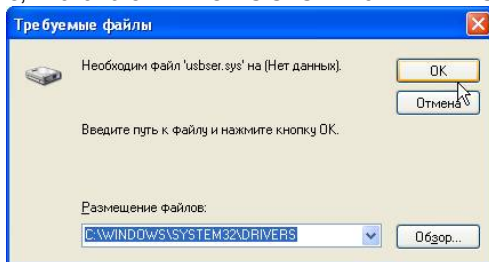 Требуемые файлы
Необходим файл 'usbser.sys' на (Нет данных).
OK
Отмена
Введите путь к файлу и нажмите кнопку OK.
Размещение файлов:
C:\WINDOWS\SYSTEM32\DRIVERS
Обзор...